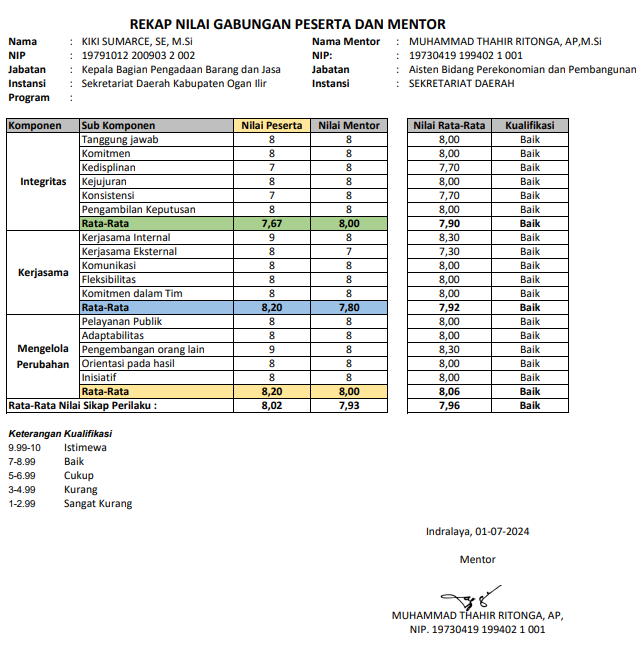 REKAP NILAI GABUNGAN PESERTA DAN MENTOR
Nama : KIKI SUMARCE, SE, M.Si Nama Mentor : MUHAMMAD THAHIR RITONGA, AP,M.Si
NIP : 19791012 200903 2 002 NIP: : 19730419 199402 1 001
Jabatan : Kepala Bagian Pengadaan Barang dan Jasa Jabatan : Aisten Bidang Perekonomian dan Pembangunan
Instansi : Sekretariat Daerah Kabupaten Ogan Ilir Instansi : SEKRETARIAT DAERAH
Program :
Komponen Sub Komponen Nilai Peserta Nilai Mentor Nilai Rata-Rata Kualifikasi
Integritas
Tanggung jawab 8 8 8,00 Baik
Komitmen 8 8 8,00 Baik
Kedisplinan 7 8 7,70 Baik
Kejujuran 8 8 8,00 Baik
Konsistensi 7 8 7,70 Baik
Pengambilan Keputusan 8 8 8,00 Baik
Rata-Rata 7,67 8,00 7,90 Baik
Kerjasama
Kerjasama Internal 9 8 8,30 Baik
Kerjasama Eksternal 8 7 7,30 Baik
Komunikasi 8 8 8,00 Baik
Fleksibilitas 8 8 8,00 Baik
Komitmen dalam Tim 8 8 8,00 Baik
Rata-Rata 8,20 7,80 7,92 Baik
Mengelola
Perubahan
Pelayanan Publik 8 8 8,00 Baik
Adaptabilitas 8 8 8,00 Baik
Pengembangan orang lain 9 8 8,30 Baik
Orientasi pada hasil 8 8 8,00 Baik
Inisiatif 8 8 8,00 Baik
Rata-Rata 8,20 8,00 8,06 Baik
Rata-Rata Nilai Sikap Perilaku : 8,02 7,93 7,96 Baik
Keterangan Kualifikasi
9.99-10 Istimewa
7-8.99 Baik
5-6.99 Cukup
3-4.99 Kurang
1-2.99 Sangat Kurang
Indralaya, 01-07-2024
Mentor
MUHAMMAD THAHIR RITONGA, AP,
NIP. 19730419 199402 1 001